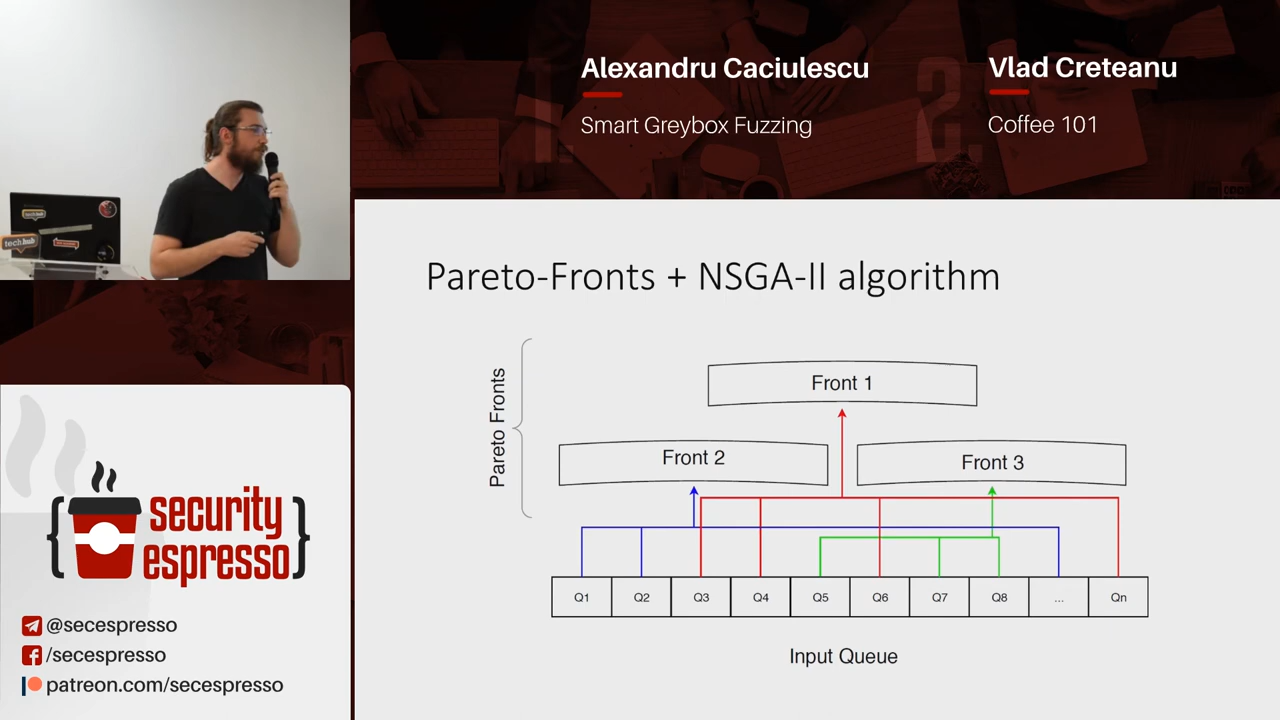 Alexandru Caciulescu
Smart Greybox Fuzzing
Vlad Creteanu
Coffee 101
Pareto-Fronts + NSGA-II algorithm
Pareto Fronts
Front 1
Front 2
Front 3
Q1 Q2 Q3 Q4 Q5 Q6 Q7 Q8 ... Qn
Input Queue
tech hub
security
espresso
@secespresso
/secespresso
patreon.com/secespresso